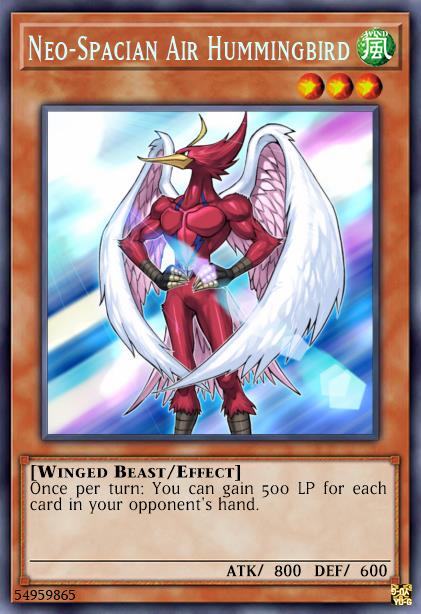 Neo-Spacian Air Hummingbird
WIND
風
[Winged Beast/Effect]
Once per turn: You can gain 500 LP for each
card in your opponent's hand.
ATK/ 800 DEF/ 600
54959865